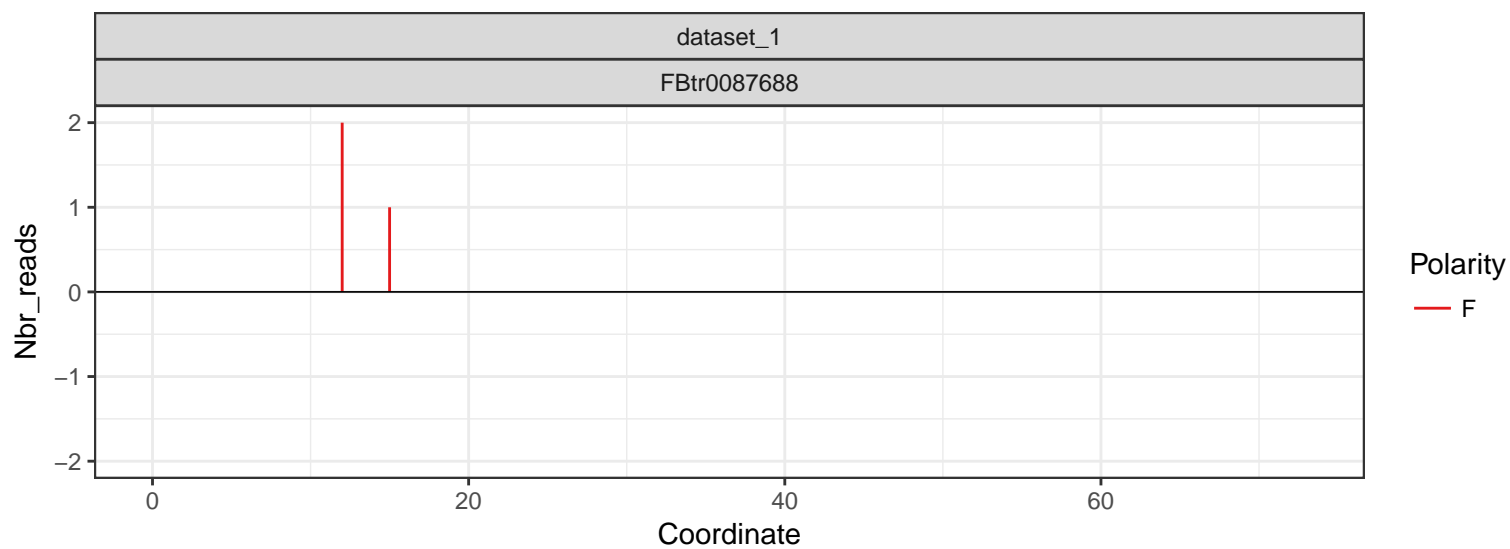 dataset_1
FBtr0087688
2
1
0
−1
−2
Nbr_reads
0 20 40 60
Coordinate
Polarity
F